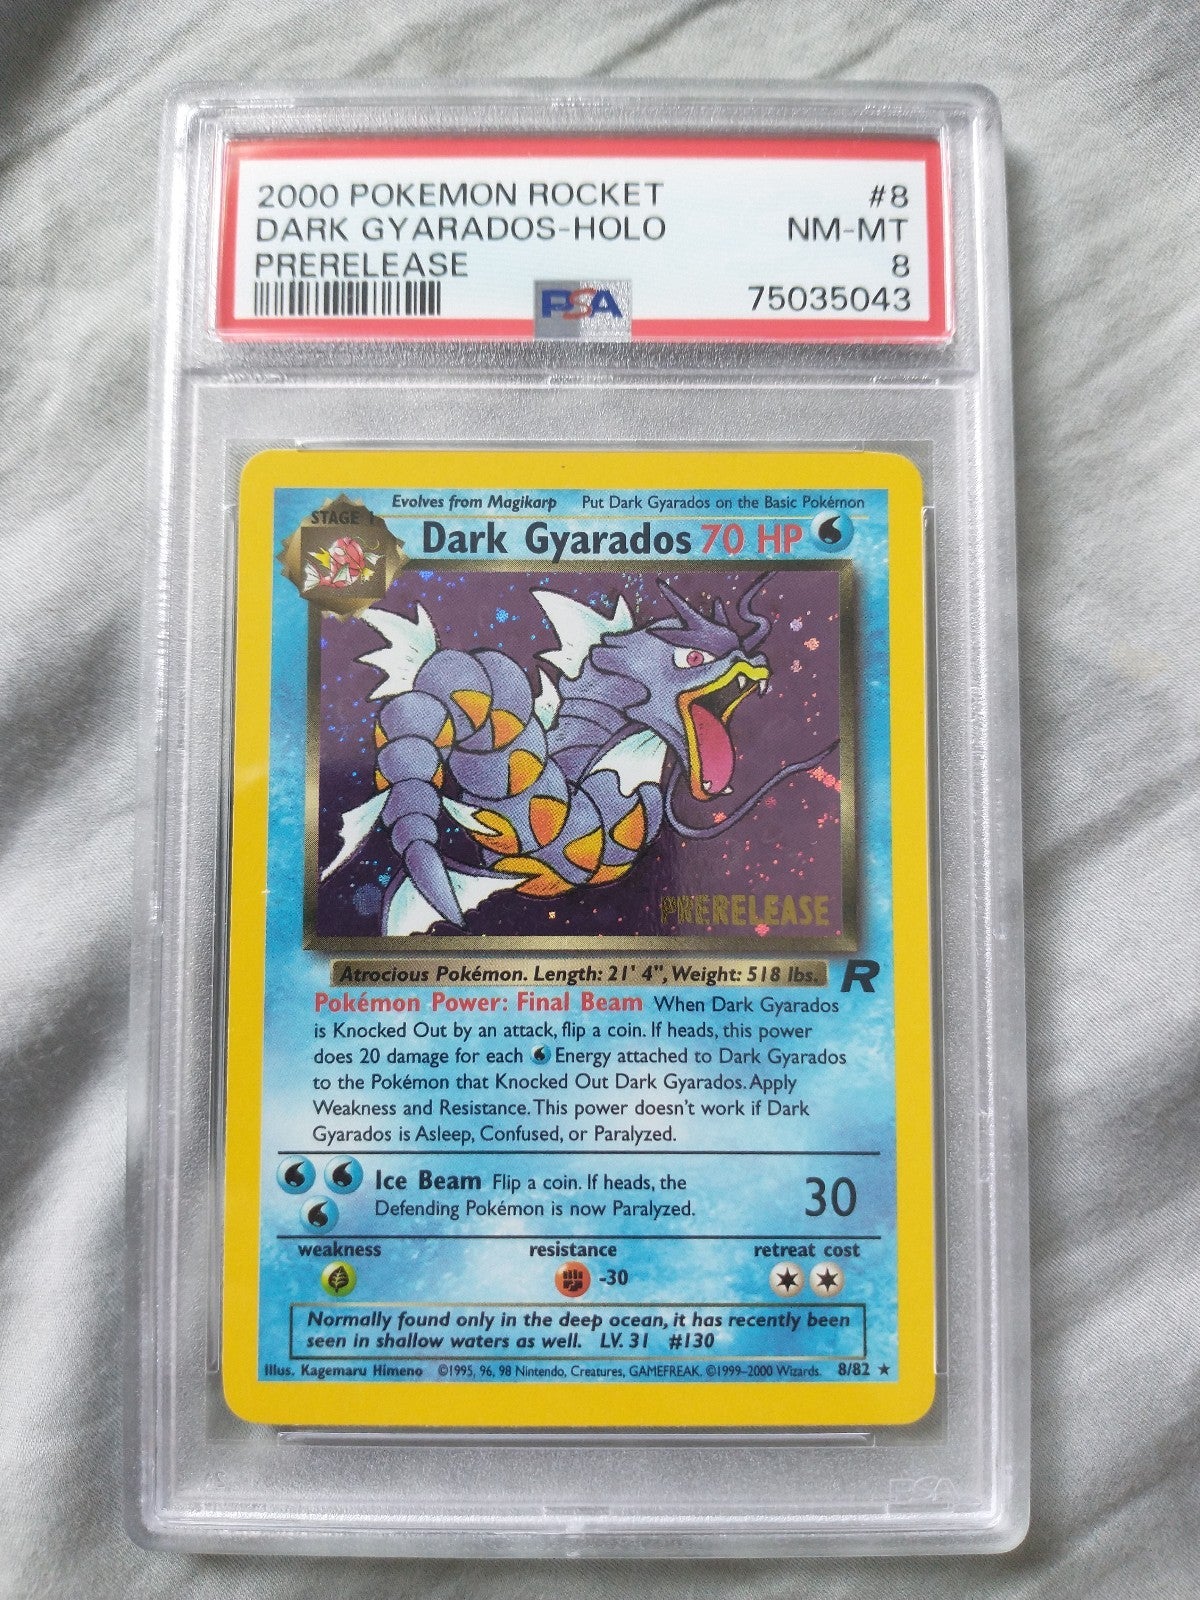 2000 POKEMON ROCKET #8
DARK GYARADOS-HOLO NM-MT
PRERELEASE 8
PSA 75035043
Evolves from Magikarp Put Dark Gyarados on the Basic Pokémon
STAGE 1
Dark Gyarados 70 HP
PRERELEASE
Atrocious Pokémon. Length: 21' 4", Weight: 518 lbs. R
Pokémon Power: Final Beam When Dark Gyarados
is Knocked Out by an attack, flip a coin. If heads, this power
does 20 damage for each Energy attached to Dark Gyarados
to the Pokémon that Knocked Out Dark Gyarados. Apply
Weakness and Resistance. This power doesn't work if Dark
Gyarados is Asleep, Confused, or Paralyzed.
Ice Beam Flip a coin. If heads, the
Defending Pokémon is now Paralyzed. 30
weakness resistance retreat cost
-30
Normally found only in the deep ocean, it has recently been
seen in shallow waters as well. LV. 31 #130
Illus. Kagemaru Himeno ©1995, 96, 98 Nintendo, Creatures, GAMEFREAK. ©1999-2000 Wizards. 8/82 ★
PSA